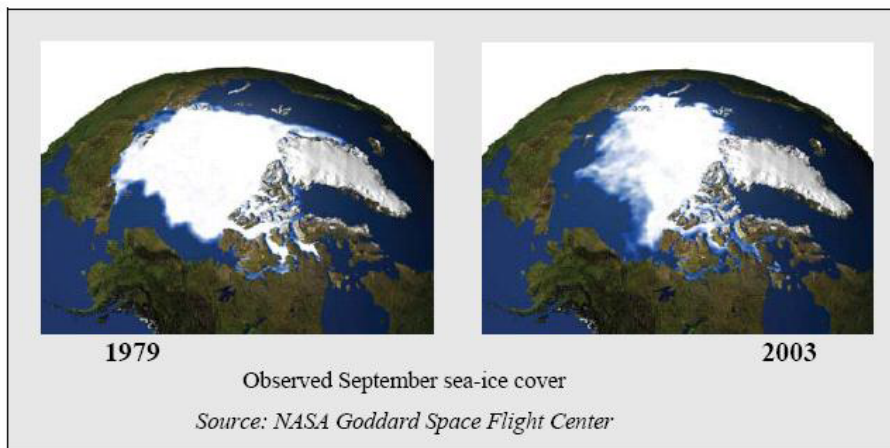 1979
2003
Observed September sea-ice cover
Source: NASA Goddard Space Flight Center